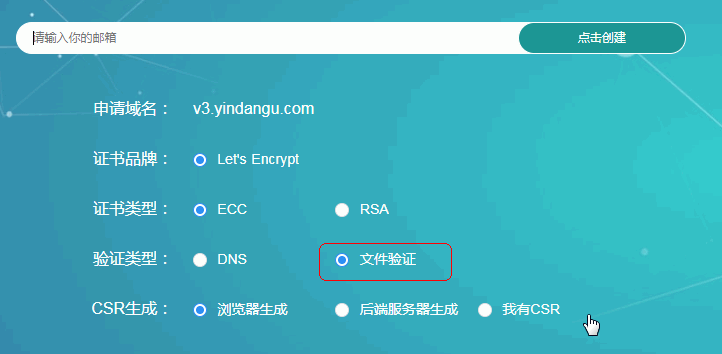 请输入你的邮箱 点击创建
申请域名： v3.yindangu.com
证书品牌： Let's Encrypt
证书类型： ECC RSA
验证类型： DNS 文件验证
CSR生成： 浏览器生成 后端服务器生成 我有CSR